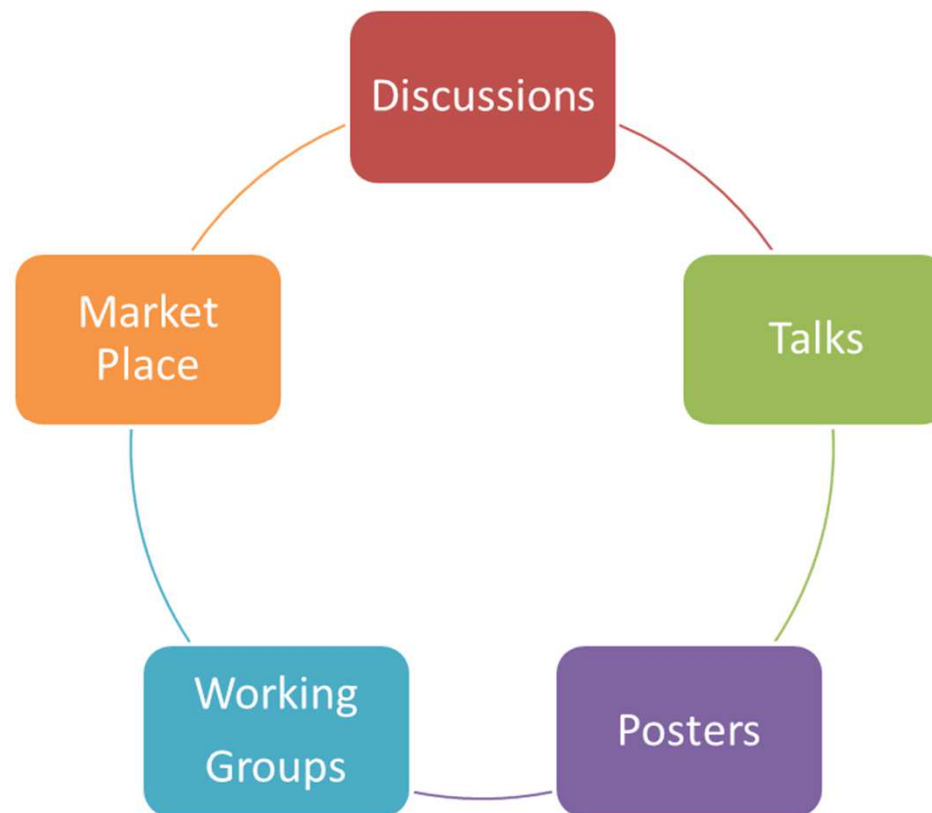 Discussions
Talks
Posters
Working
Groups
Market
Place